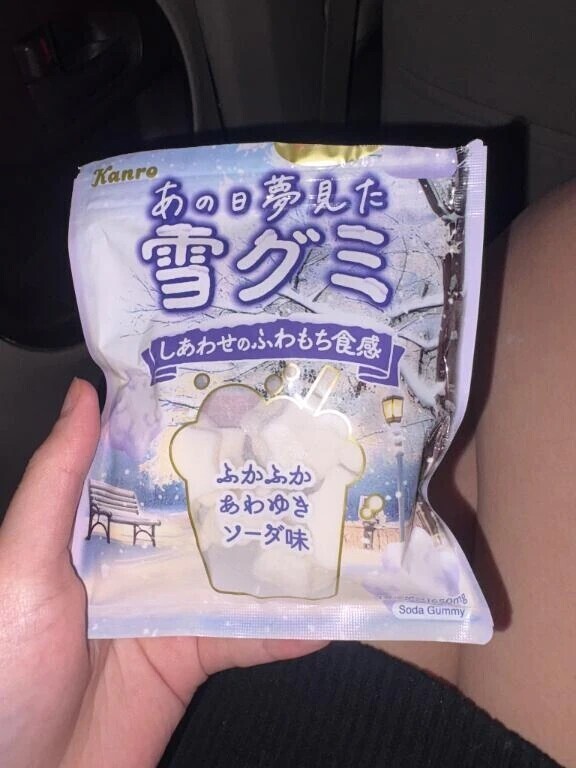 Kanro
あの日夢見た
雪グミ
しあわせのふわもち食感
ふかふか
あわゆき
ソーダ味
Soda Gummy